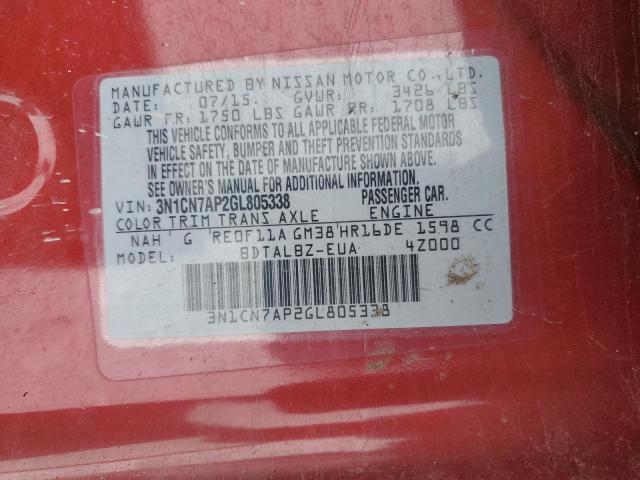 MANUFACTURED BY NISSAN MOTOR CO., LTD.
DATE: 07/15. GVWR: 3426 LBS
GAWR FR: 1750 LBS GAWR RR: 1708 LBS
THIS VEHICLE CONFORMS TO ALL APPLICABLE FEDERAL MOTOR
VEHICLE SAFETY, BUMPER AND THEFT PREVENTION STANDARDS
IN EFFECT ON THE DATE OF MANUFACTURE SHOWN ABOVE.
SEE OWNER'S MANUAL FOR ADDITIONAL INFORMATION.
VIN: 3N1CN7AP2GL805338 PASSENGER CAR.
COLOR TRIM TRANS AXLE ENGINE
NAH G RE0F11A GM38 HR16DE 1598 CC
MODEL: BDTALBZ-EUA 4Z000
3N1CN7AP2GL805338